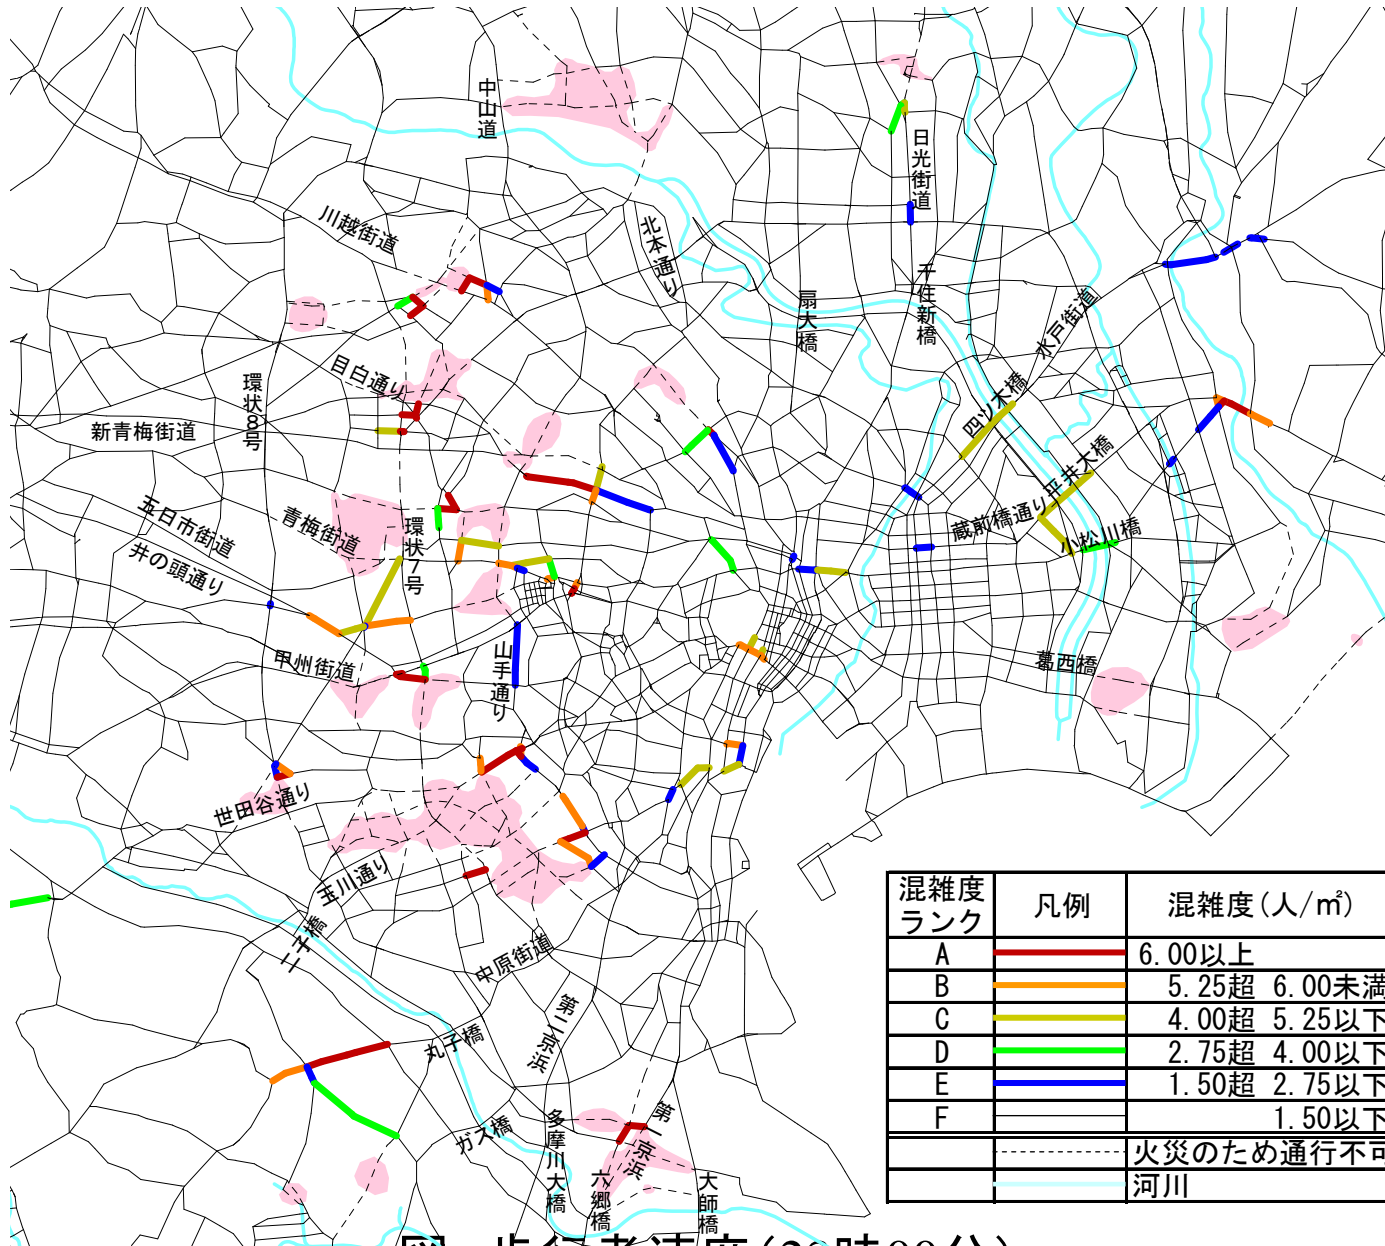 中山道
日光街道
川越街道
北本通り
千住新橋
扇大橋
水戸街道
目白通り
環状8号
四ツ木橋
新青梅街道
平井大橋
五日市街道
青梅街道
環状7号
蔵前橋通り
小松川橋
井の頭通り
甲州街道
山手通り
葛西橋
世田谷通り
玉川通り
二子橋
中原街道
第二京浜
丸子橋
ガス橋
多摩川大橋
六郷橋
第一京浜
大師橋
混雑度ランク 凡例 混雑度(人/㎡)
A 6.00以上
B 5.25超 6.00未満
C 4.00超 5.25以下
D 2.75超 4.00以下
E 1.50超 2.75以下
F 1.50以下
火災のため通行不可
河川